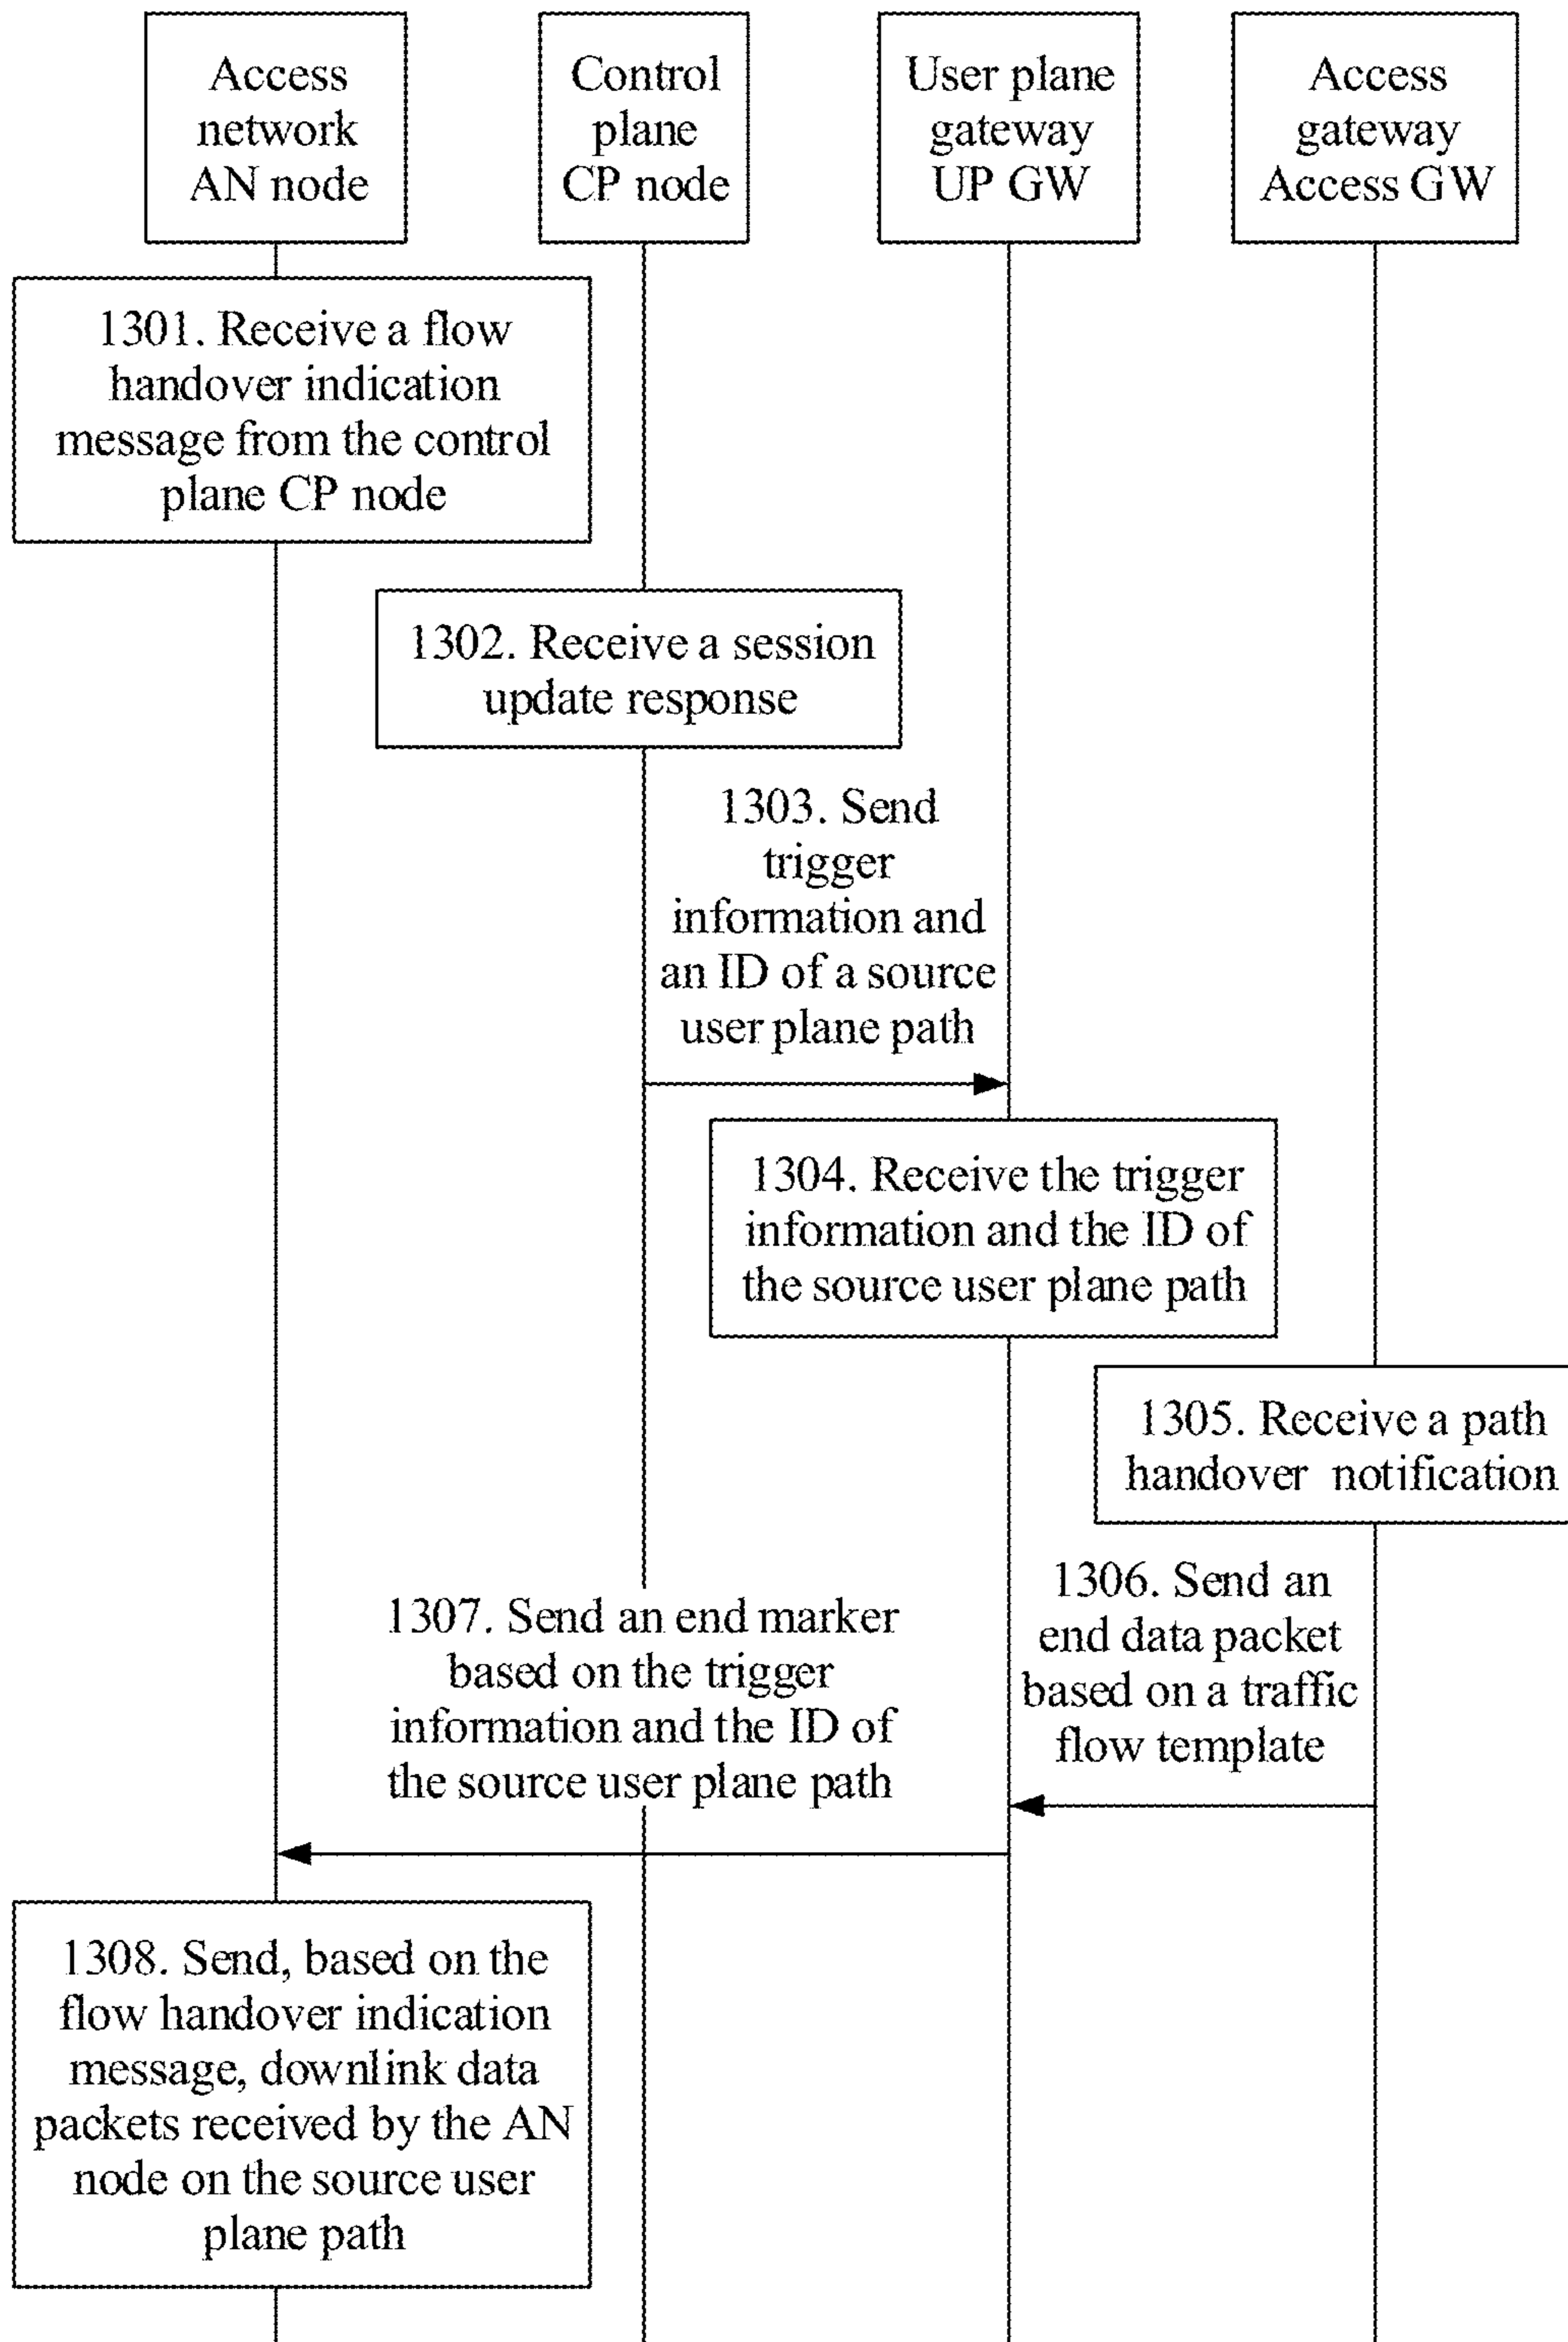 Access
network
AN node
Control
plane
CP node
User plane
gateway
UP GW
Access
gateway
Access GW
1301. Receive a flow
handover indication
message from the control
plane CP node
1302. Receive a session
update response
1303. Send
trigger
information and
an ID of a source
user plane path
1304. Receive the trigger
information and the ID of
the source user plane path
1305. Receive a path
handover notification
1306. Send an
end data packet
based on a traffic
flow template
1307. Send an end marker
based on the trigger
information and the ID of
the source user plane path
1308. Send, based on the
flow handover indication
message, downlink data
packets received by the AN
node on the source user
plane path